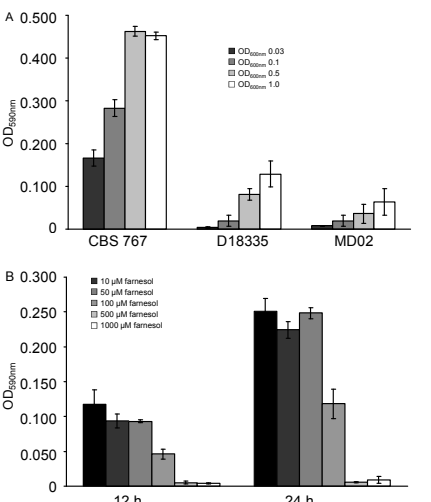 A
0.500
0.400
0.300
0.200
0.100
0
OD590nm
OD600nm 0.03
OD600nm 0.1
OD600nm 0.5
OD600nm 1.0
CBS 767
D18335
MD02
B
0.300
0.250
0.200
0.150
0.100
0.050
0
OD590nm
10 µM farnesol
50 µM farnesol
100 µM farnesol
500 µM farnesol
1000 µM farnesol
12 h
24 h